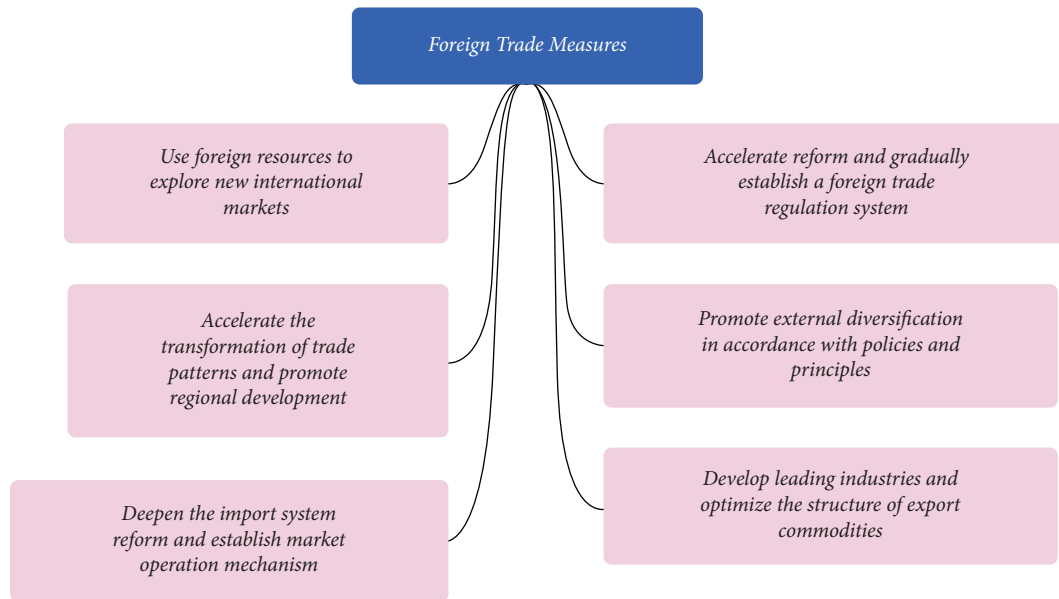 Foreign Trade Measures
Use foreign resources to
explore new international
markets
Accelerate reform and gradually
establish a foreign trade
regulation system
Accelerate the
transformation of trade
patterns and promote
regional development
Promote external diversification
in accordance with policies and
principles
Deepen the import system
reform and establish market
operation mechanism
Develop leading industries and
optimize the structure of export
commodities